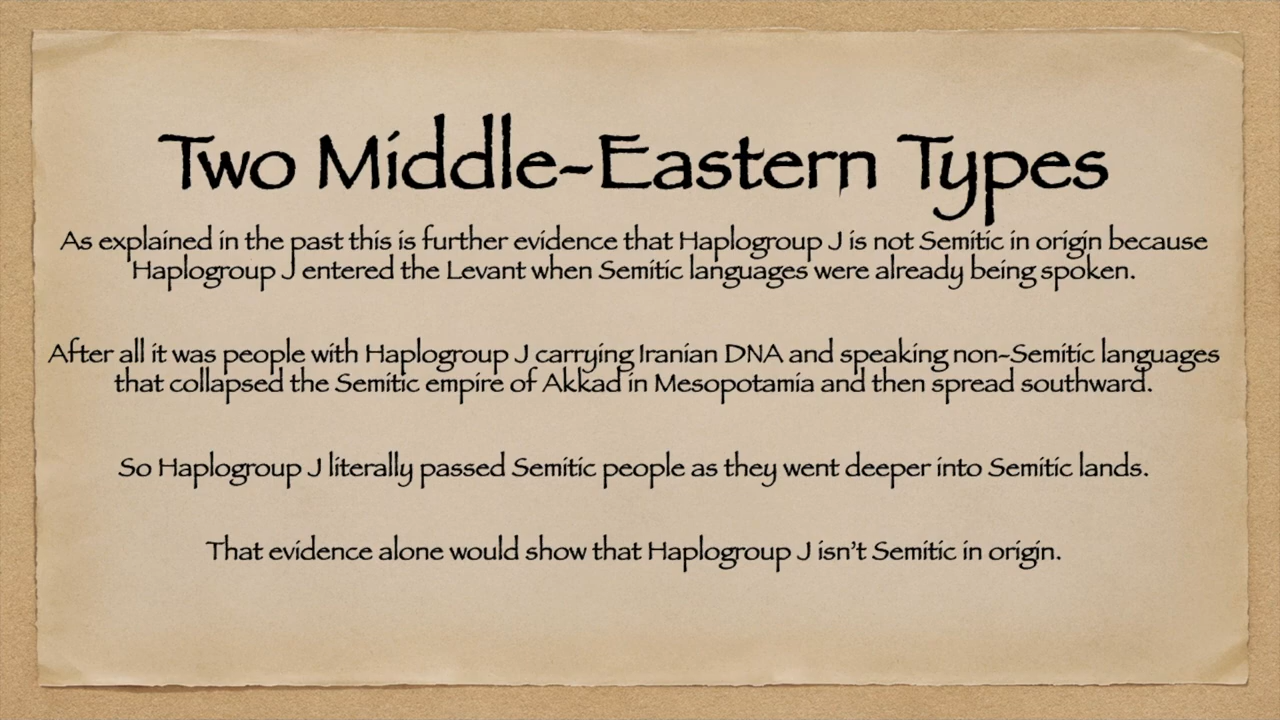 Two Middle-Eastern Types
As explained in the past this is further evidence that Haplogroup J is not Semitic in origin because
Haplogroup J entered the Levant when Semitic languages were already being spoken.
After all it was people with Haplogroup J carrying Iranian DNA and speaking non-Semitic languages
that collapsed the Semitic empire of Akkad in Mesopotamia and then spread southward.
So Haplogroup J literally passed Semitic people as they went deeper into Semitic lands.
That evidence alone would show that Haplogroup J isn't Semitic in origin.